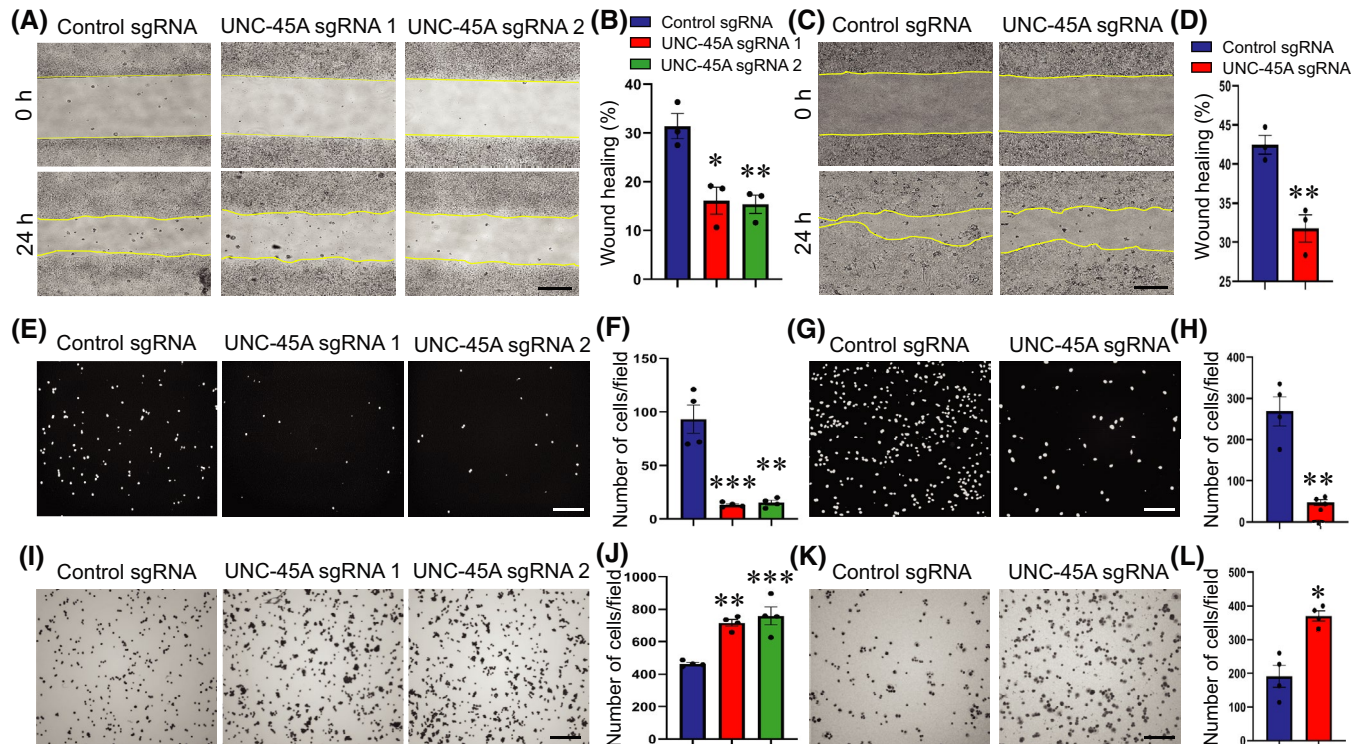 (A)
Control sgRNA
UNC-45A sgRNA 1
UNC-45A sgRNA 2
0 h
24 h
(B)
Control sgRNA
UNC-45A sgRNA 1
UNC-45A sgRNA 2
Wound healing (%)
40
30
20
10
0
*
**
(C)
Control sgRNA
UNC-45A sgRNA
0 h
24 h
(D)
Control sgRNA
UNC-45A sgRNA
Wound healing (%)
50
45
40
35
30
25
**
(E)
Control sgRNA
UNC-45A sgRNA 1
UNC-45A sgRNA 2
(F)
Number of cells/field
150
100
50
0
***
**
(G)
Control sgRNA
UNC-45A sgRNA
(H)
Number of cells/field
400
300
200
100
0
**
(I)
Control sgRNA
UNC-45A sgRNA 1
UNC-45A sgRNA 2
(J)
Number of cells/field
1000
800
600
400
200
0
**
***
(K)
Control sgRNA
UNC-45A sgRNA
(L)
Number of cells/field
500
400
300
200
100
0
*